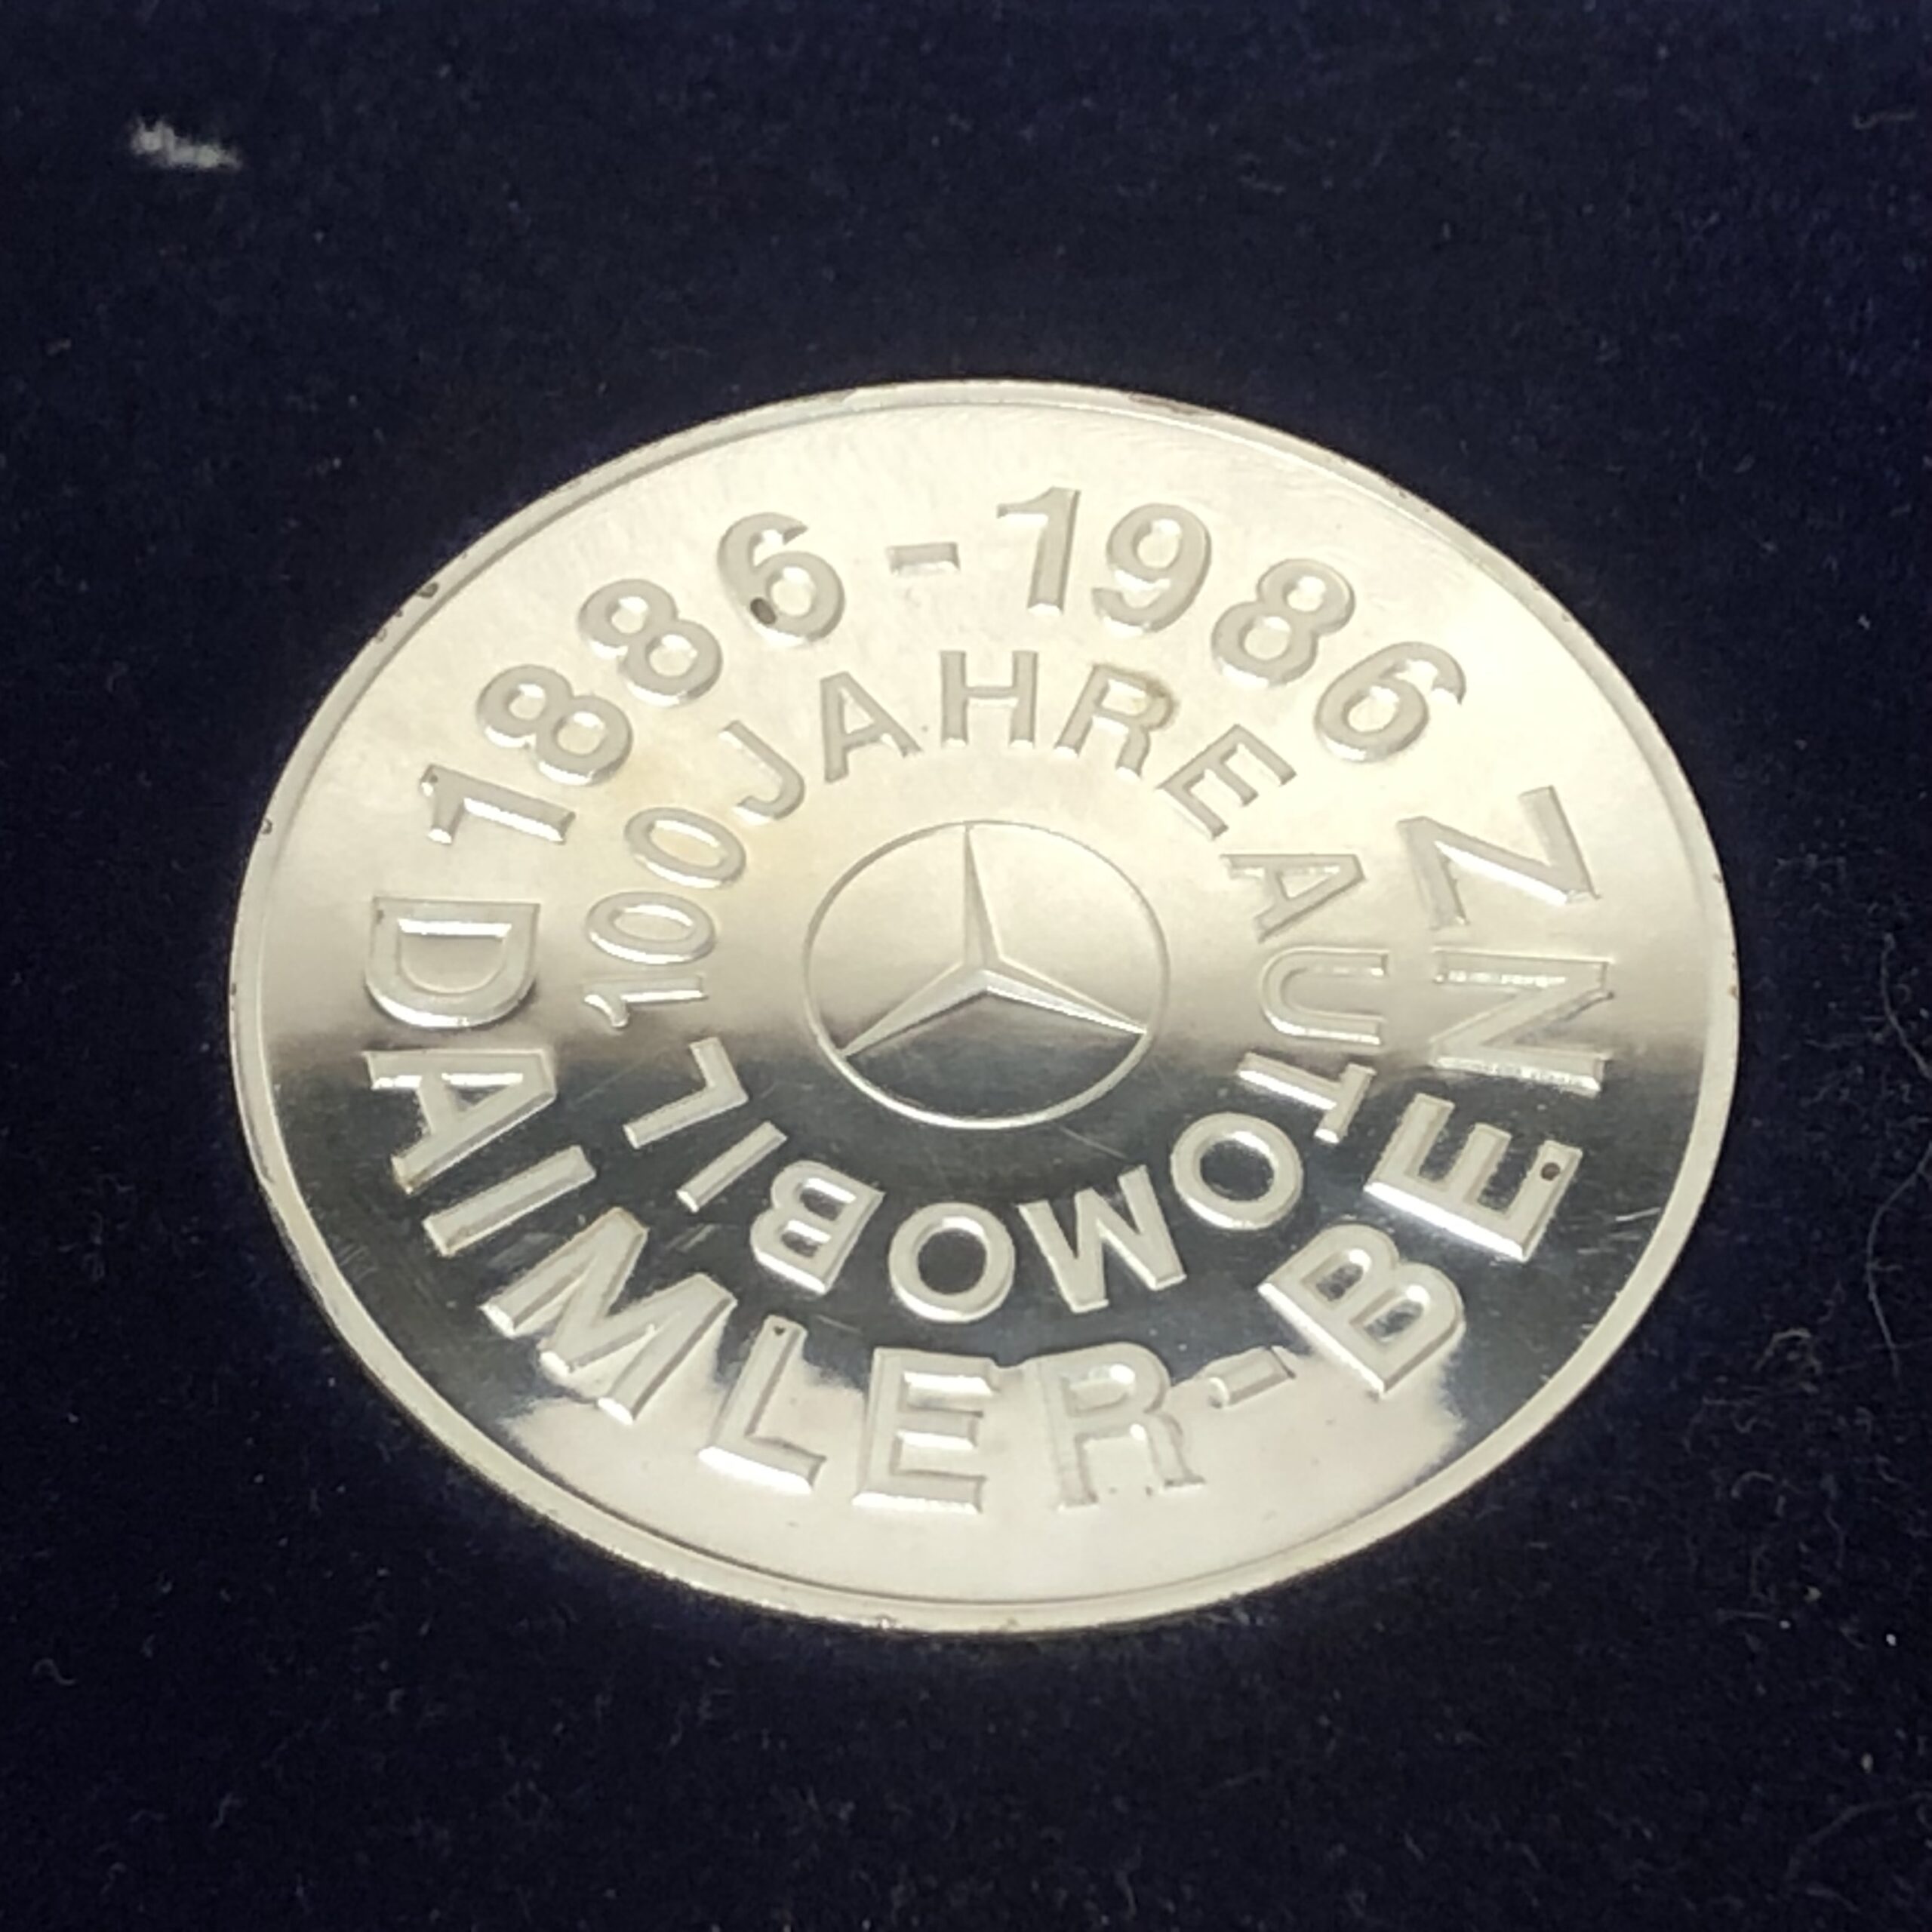 1886-1986
DAIMLER-BENZ
100 JAHRE AUTOMOBIL